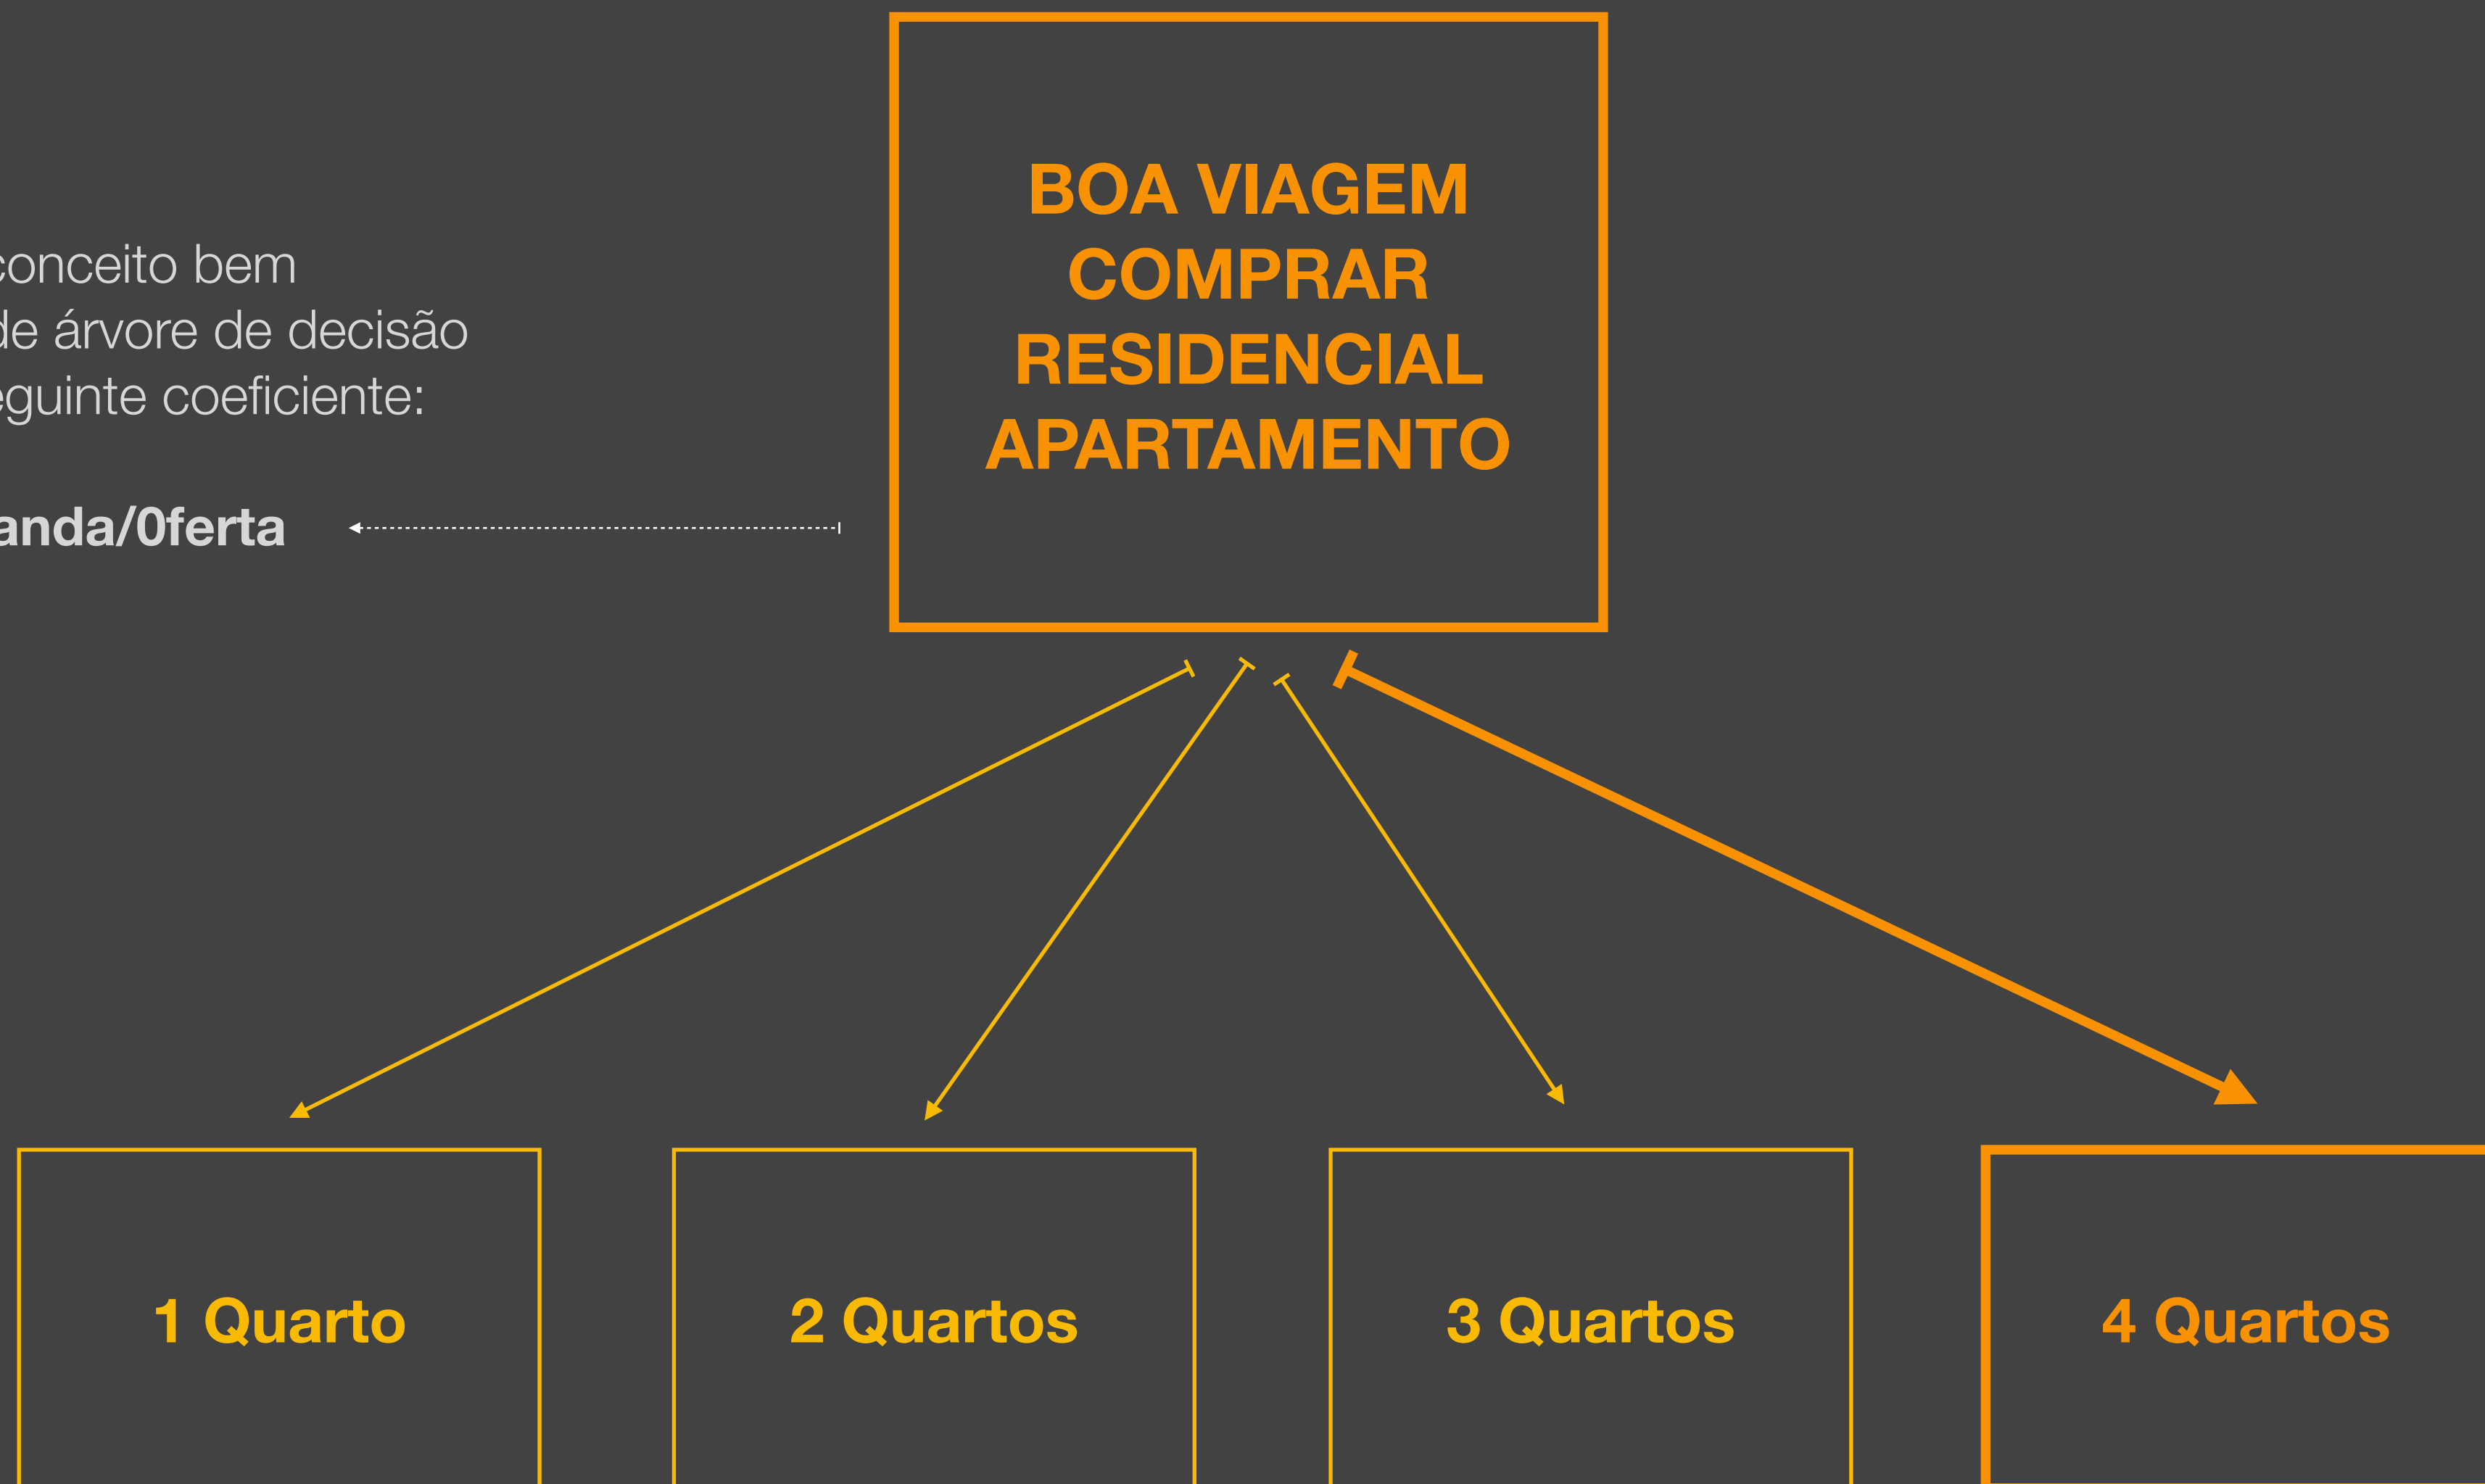 conceito bem
de árvore de decisão
eguinte coeficiente:
anda/0ferta
BOA VIAGEM
COMPRAR
RESIDENCIAL
APARTAMENTO
1 Quarto
2 Quartos
3 Quartos
4 Quartos